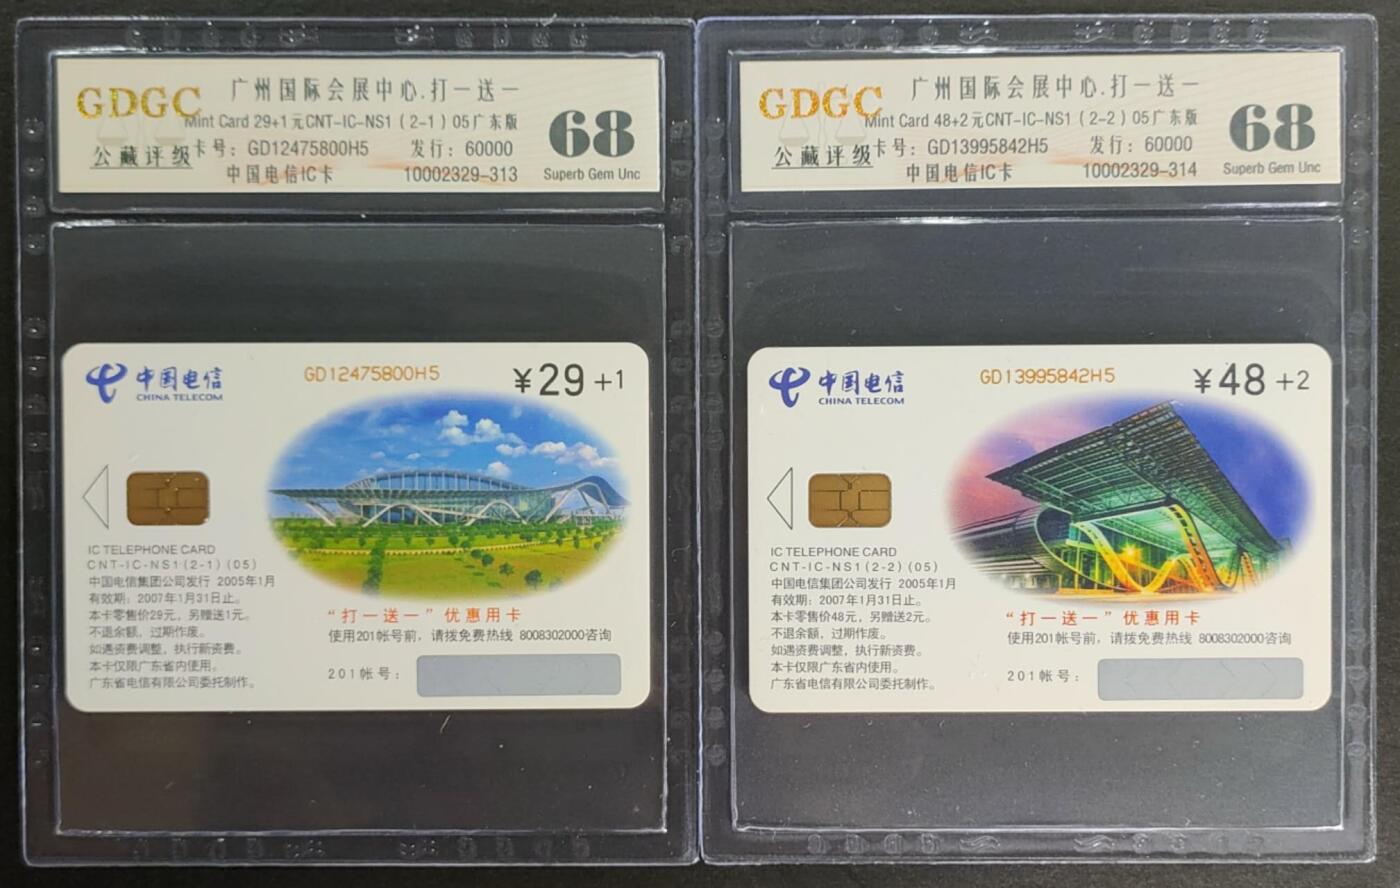 GDGC
公藏评级
广州国际会展中心.打一送一
Mint Card 29+1元CNT-IC-NS1（2-1）05广东版
卡号：GD12475800H5 发行：60000
中国电信IC卡 10002329-313
68
Superb Gem Unc
中国电信
CHINA TELECOM
GD12475800H5
¥29+1
IC TELEPHONE CARD
CNT-IC-NS1(2-1)(05)
中国电信集团公司发行 2005年1月
有效期：2007年1月31日止。
本卡零售价29元，另赠送1元。
不退余额，过期作废。
如遇资费调整，执行新资费。
本卡仅限广东省内使用。
广东省电信有限公司委托制作。
“打一送一”优惠用卡
使用201帐号前，请拨免费热线 8008302000咨询
201帐号：
GDGC
公藏评级
广州国际会展中心.打一送一
Mint Card 48+2元CNT-IC-NS1（2-2）05广东版
卡号：GD13995842H5 发行：60000
中国电信IC卡 10002329-314
68
Superb Gem Unc
中国电信
CHINA TELECOM
GD13995842H5
¥48+2
IC TELEPHONE CARD
CNT-IC-NS1(2-2)(05)
中国电信集团公司发行 2005年1月
有效期：2007年1月31日止。
本卡零售价48元，另赠送2元。
不退余额，过期作废。
如遇资费调整，执行新资费。
本卡仅限广东省内使用。
广东省电信有限公司委托制作。
“打一送一”优惠用卡
使用201帐号前，请拨免费热线 8008302000咨询
201帐号：